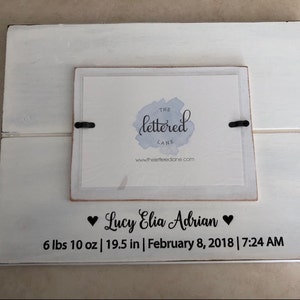 THE
lettered
LANE
www.theletteredlane.com
♥ Lucy Elia Adrian ♥
6 lbs 10 oz | 19.5 in | February 8, 2018 | 7:24 AM